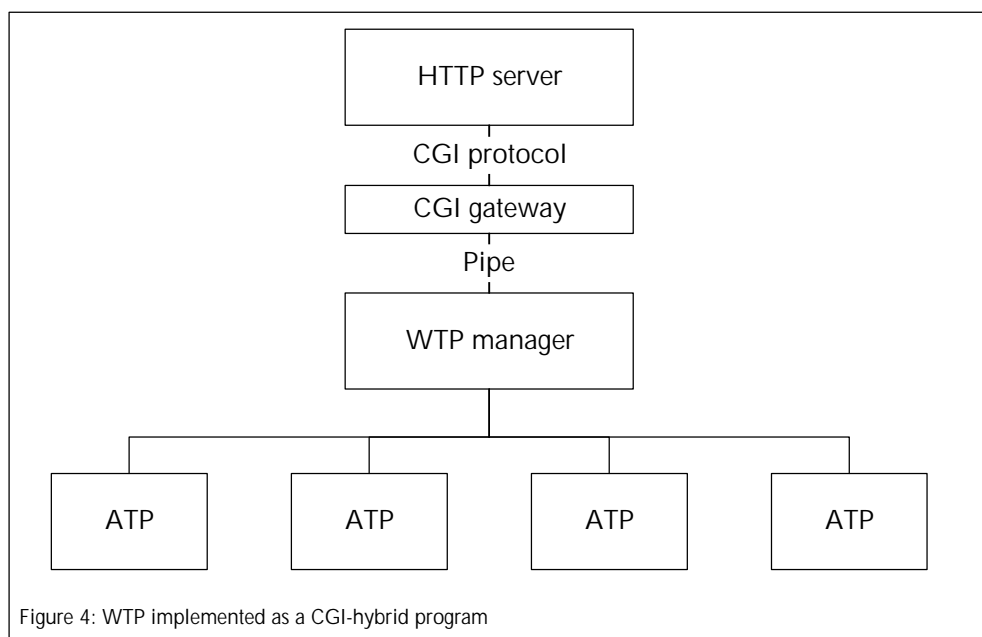 HTTP server
CGI protocol
CGI gateway
Pipe
WTP manager
ATP ATP ATP ATP
Figure 4: WTP implemented as a CGI-hybrid program